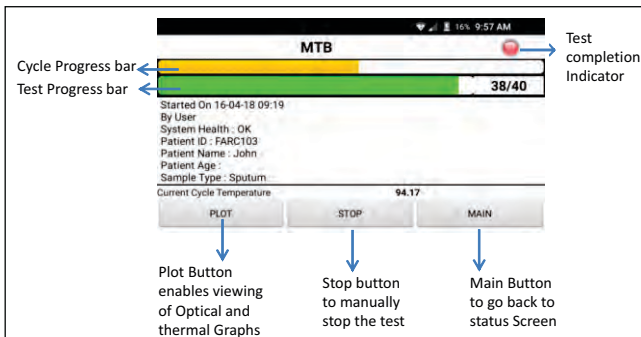 16% 9:57 AM
MTB
Test
completion
Indicator
Cycle Progress bar
Test Progress bar
38/40
Started On 16-04-18 09:19
By User
System Health : OK
Patient ID : FARC103
Patient Name : John
Patient Age :
Sample Type : Sputum
Current Cycle Temperature 94.17
PLOT STOP MAIN
Plot Button
enables viewing
of Optical and
thermal Graphs
Stop button
to manually
stop the test
Main Button
to go back to
status Screen